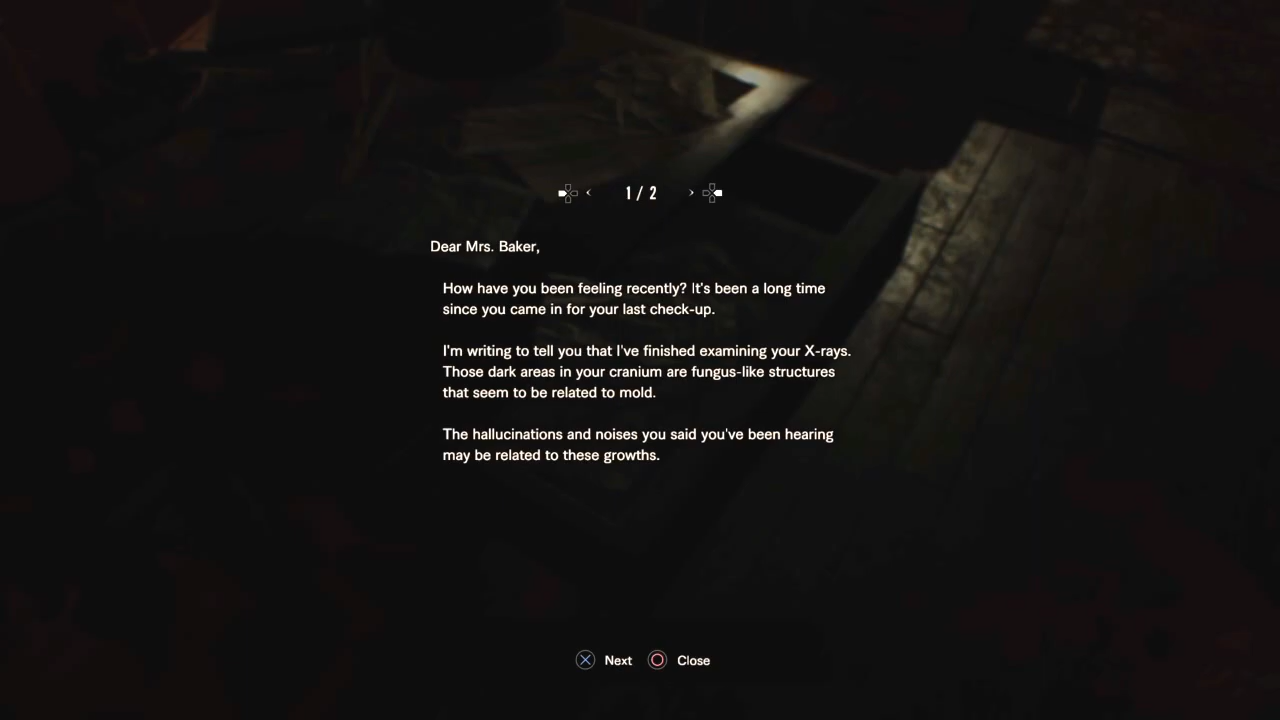 1 / 2
Dear Mrs. Baker,
How have you been feeling recently? It's been a long time
since you came in for your last check-up.
I'm writing to tell you that I've finished examining your X-rays.
Those dark areas in your cranium are fungus-like structures
that seem to be related to mold.
The hallucinations and noises you said you've been hearing
may be related to these growths.
Next Close